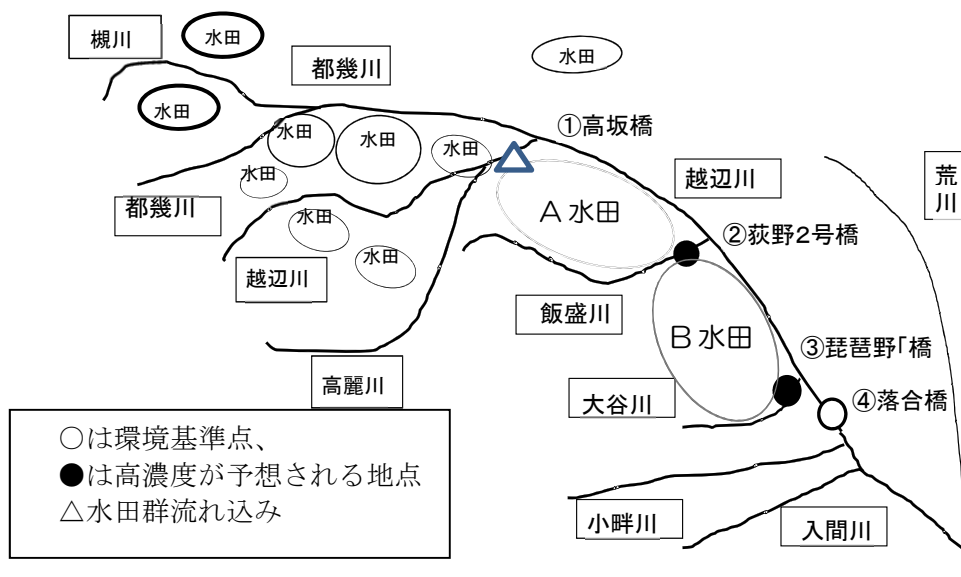 水田
槻川
都幾川
水田
水田
①高坂橋
水田
水田
水田
越辺川
荒川
水田
A水田
都幾川
水田
②荻野2号橋
水田
越辺川
飯盛川
B水田
③琵琶野「橋
高麗川
大谷川
④落合橋
○は環境基準点、
●は高濃度が予想される地点
△水田群流れ込み
小畔川
入間川